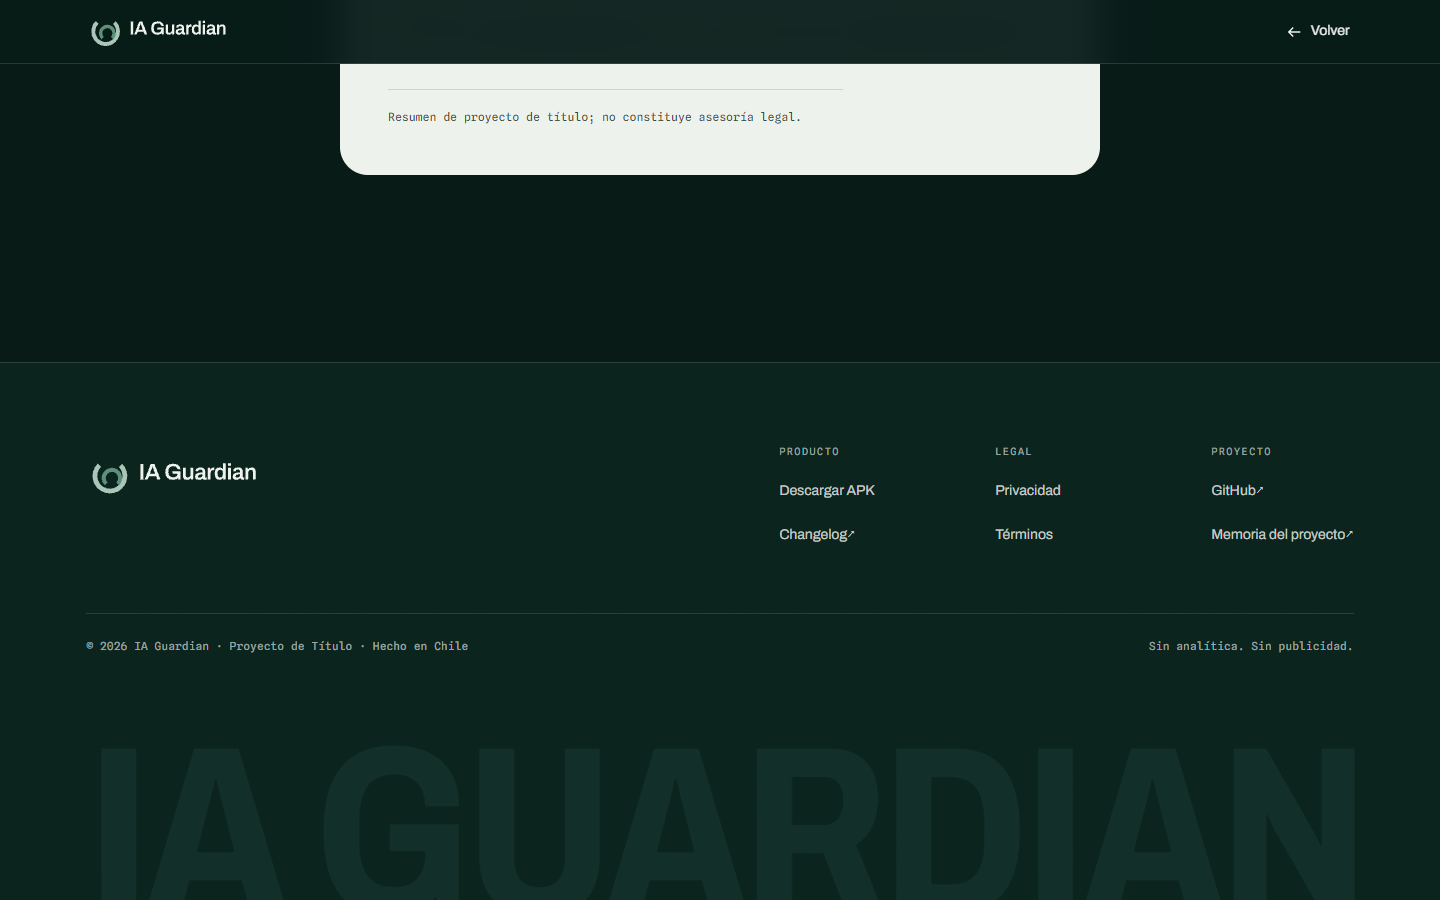 IA Guardian
← Volver
Resumen de proyecto de título; no constituye asesoría legal.
IA Guardian
PRODUCTO
Descargar APK
Changelog↗
LEGAL
Privacidad
Términos
PROYECTO
GitHub↗
Memoria del proyecto↗
© 2026 IA Guardian · Proyecto de Título · Hecho en Chile
Sin analítica. Sin publicidad.
IA GUARDIAN